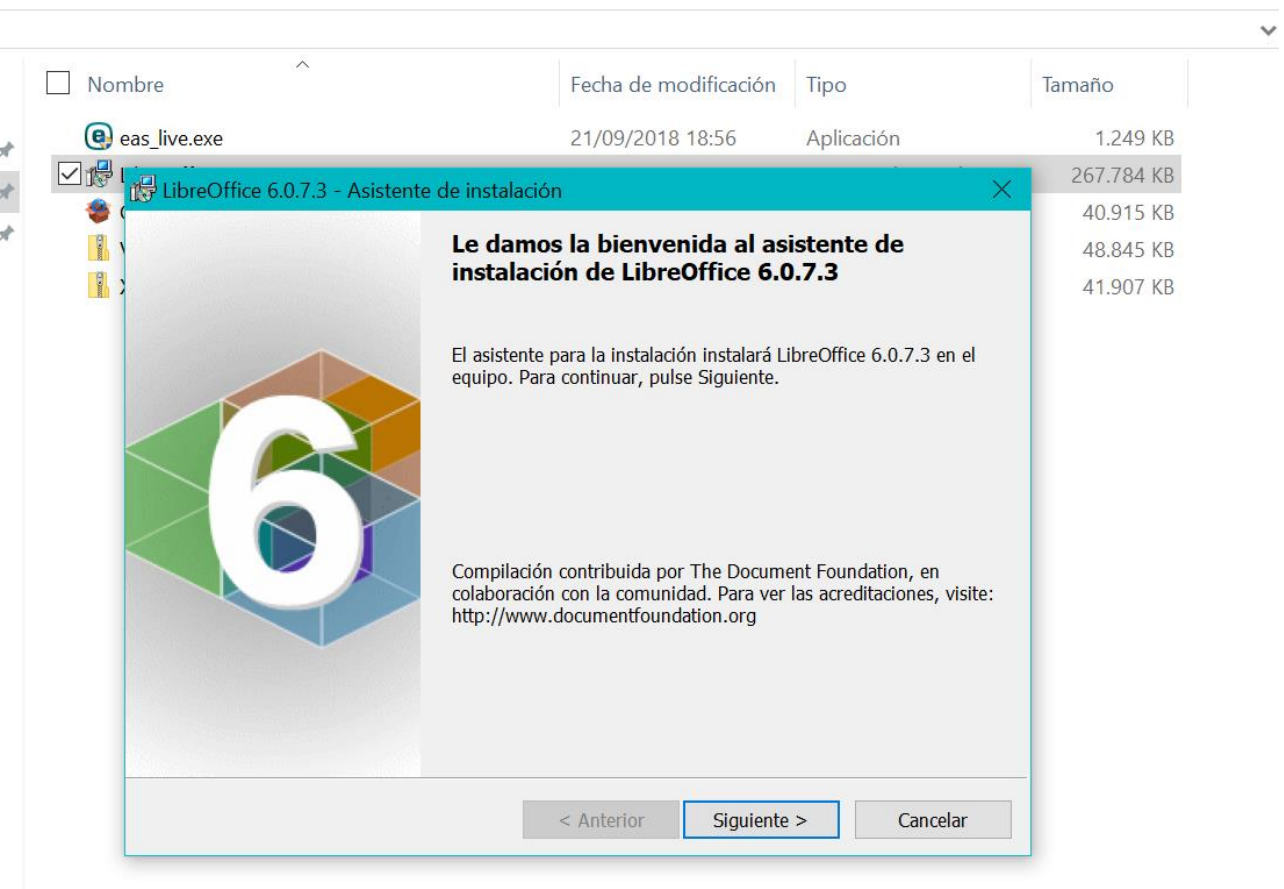 Nombre Fecha de modificación Tipo Tamaño
eas_live.exe 21/09/2018 18:56 Aplicación 1.249 KB
267.784 KB
40.915 KB
48.845 KB
41.907 KB
LibreOffice 6.0.7.3 - Asistente de instalación
Le damos la bienvenida al asistente de
instalación de LibreOffice 6.0.7.3
El asistente para la instalación instalará LibreOffice 6.0.7.3 en el
equipo. Para continuar, pulse Siguiente.
6
Compilación contribuida por The Document Foundation, en
colaboración con la comunidad. Para ver las acreditaciones, visite:
http://www.documentfoundation.org
< Anterior Siguiente > Cancelar